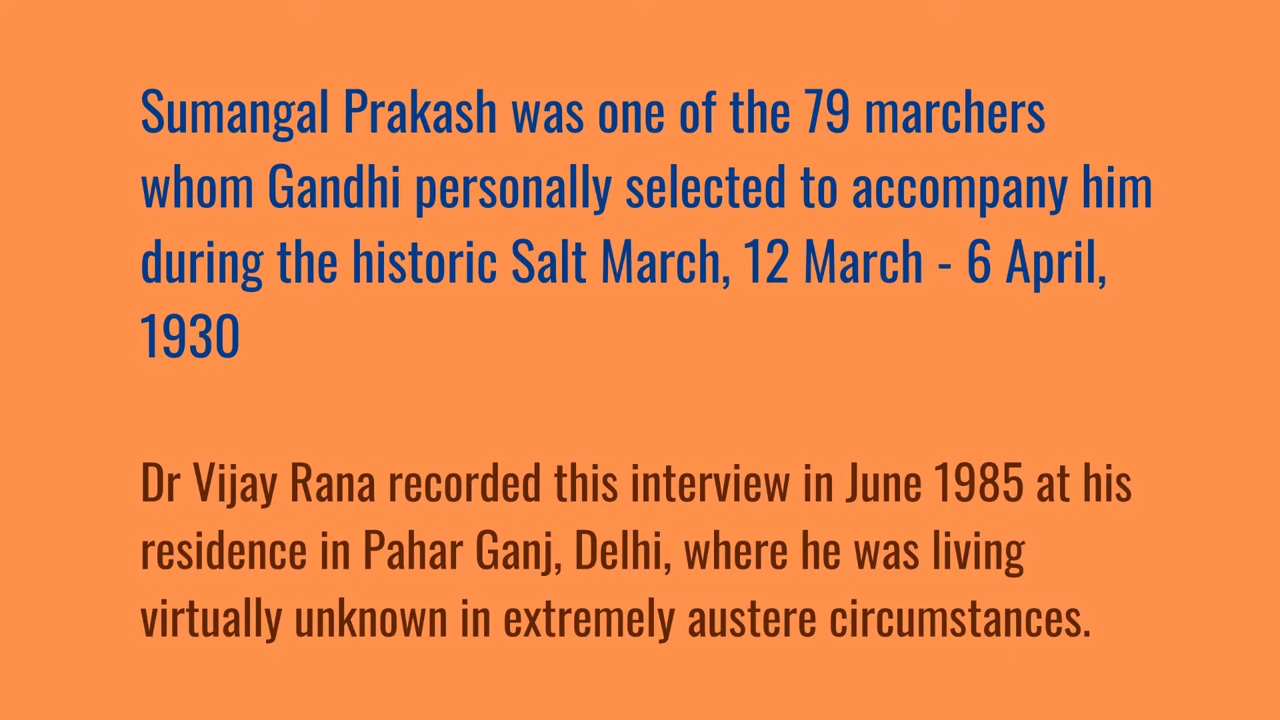 Sumangal Prakash was one of the 79 marchers
whom Gandhi personally selected to accompany him
during the historic Salt March, 12 March - 6 April,
1930
Dr Vijay Rana recorded this interview in June 1985 at his
residence in Pahar Ganj, Delhi, where he was living
virtually unknown in extremely austere circumstances.